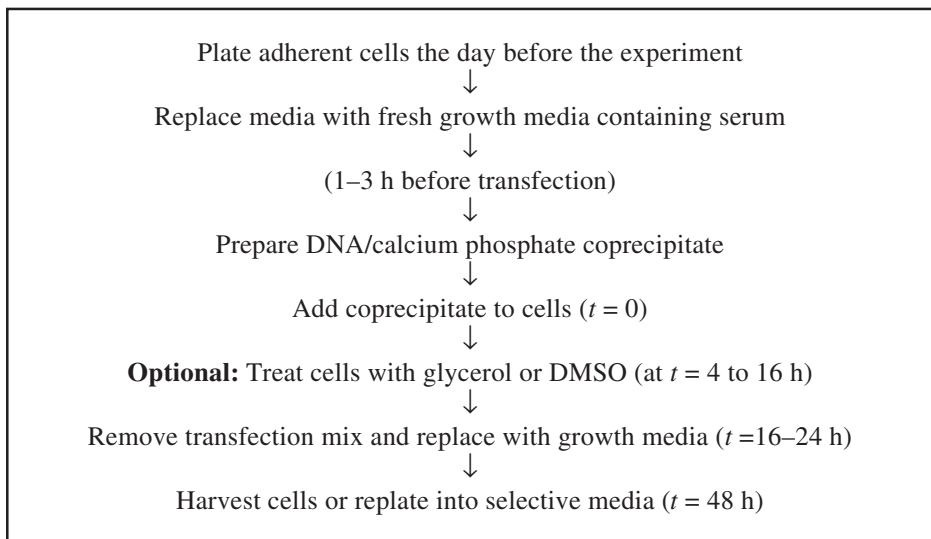 Plate adherent cells the day before the experiment
↓
Replace media with fresh growth media containing serum
↓
(1–3 h before transfection)
↓
Prepare DNA/calcium phosphate coprecipitate
↓
Add coprecipitate to cells (t = 0)
↓
Optional: Treat cells with glycerol or DMSO (at t = 4 to 16 h)
↓
Remove transfection mix and replace with growth media (t =16–24 h)
↓
Harvest cells or replate into selective media (t = 48 h)